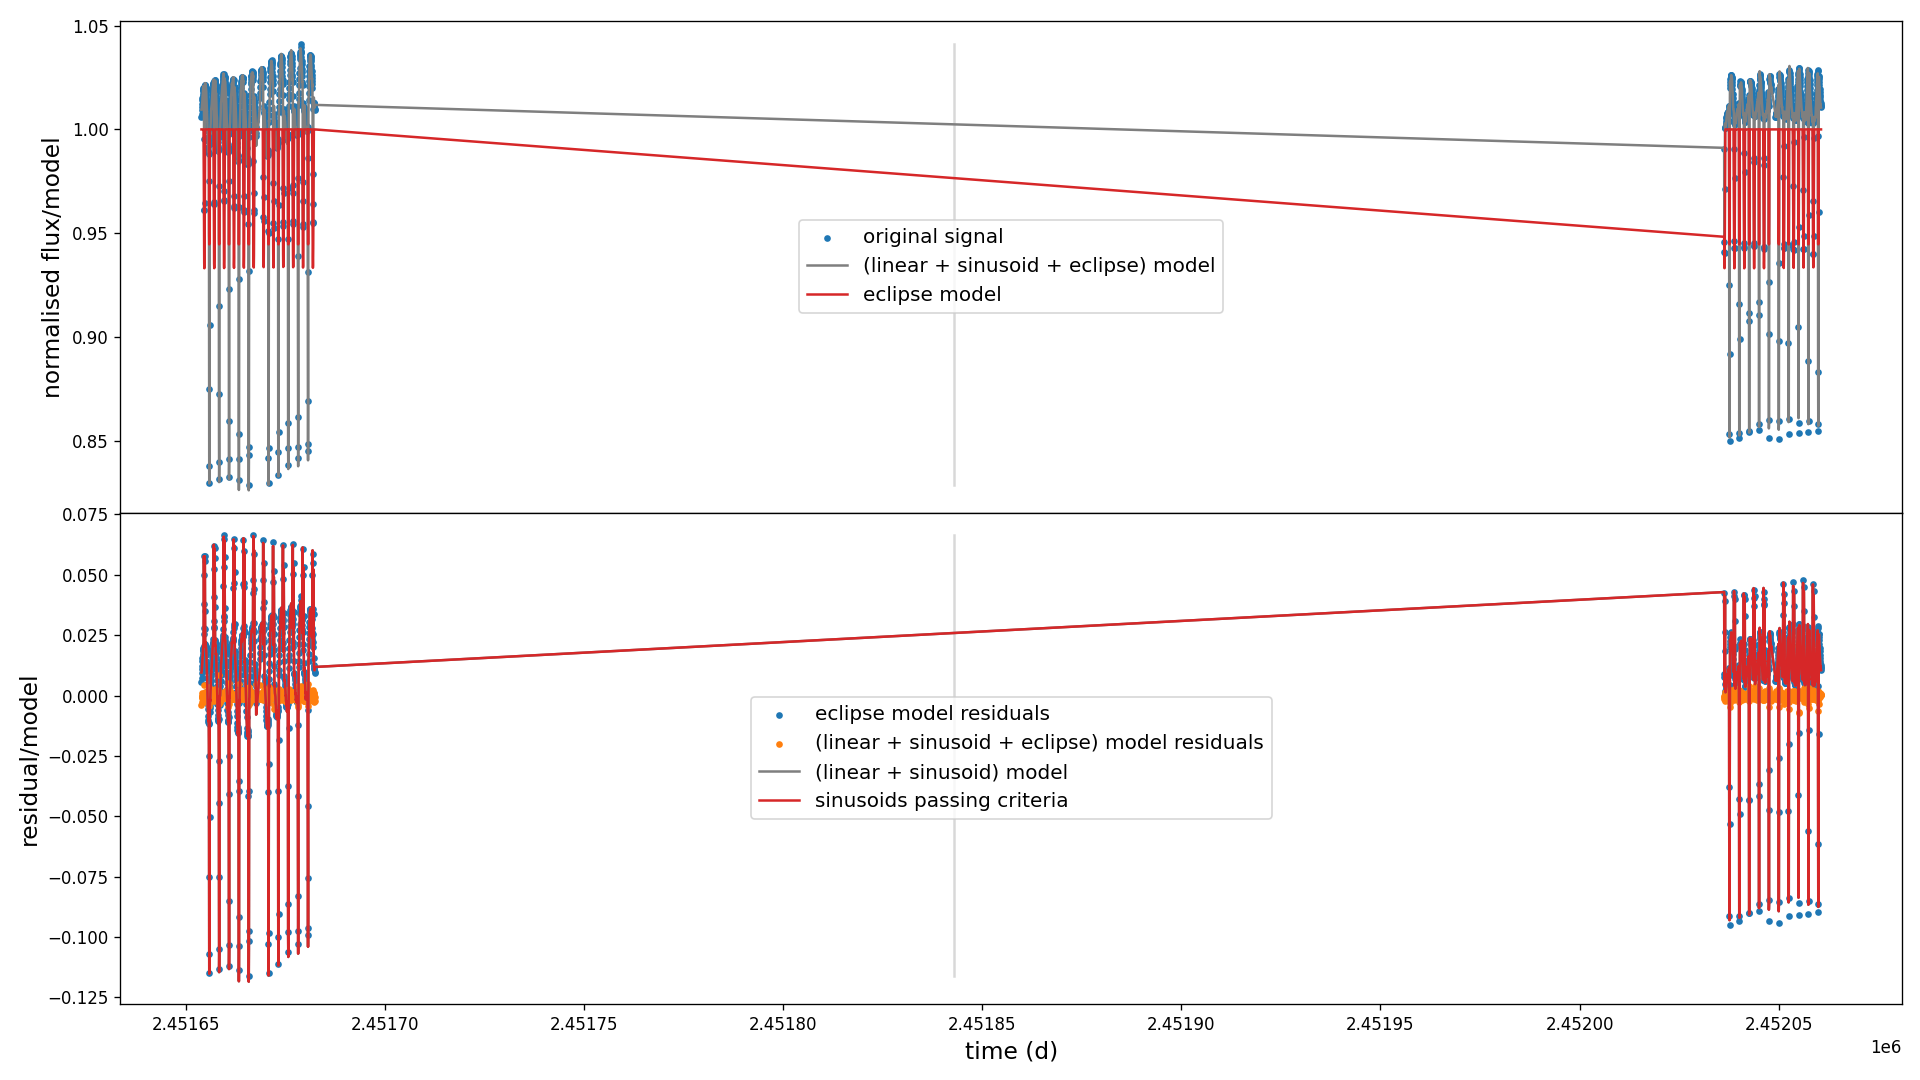 normalised flux/model
1.05
1.00
0.95
0.90
0.85
original signal
(linear + sinusoid + eclipse) model
eclipse model
residual/model
0.075
0.050
0.025
0.000
−0.025
−0.050
−0.075
−0.100
−0.125
eclipse model residuals
(linear + sinusoid + eclipse) model residuals
(linear + sinusoid) model
sinusoids passing criteria
2.45165 2.45170 2.45175 2.45180 2.45185 2.45190 2.45195 2.45200 2.45205
1e6
time (d)